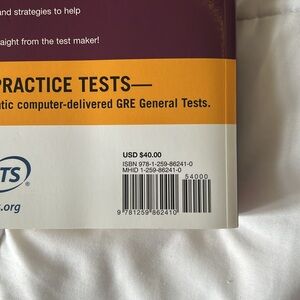 and strategies to help
aight from the test maker!
PRACTICE TESTS—
tic computer-delivered GRE General Tests.
TS®
s.org
USD $40.00
ISBN 978-1-259-86241-0
MHID 1-259-86241-0
54000
9 781259 862410